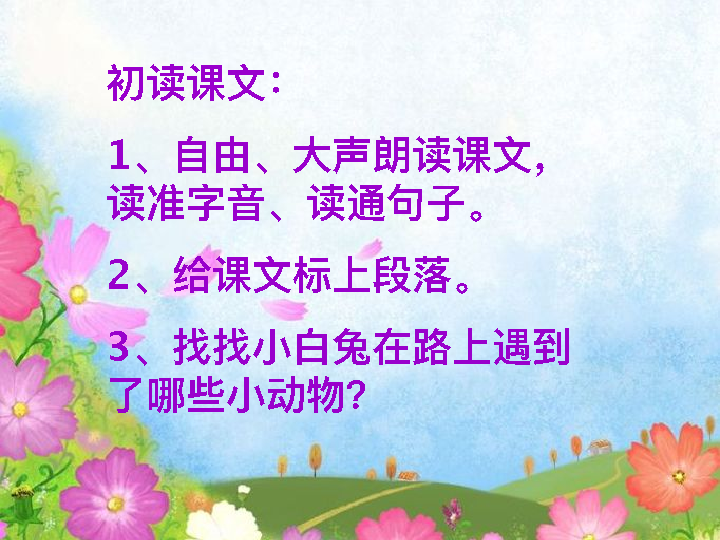 初读课文：
1、自由、大声朗读课文，
读准字音、读通句子。
2、给课文标上段落。
3、找找小白兔在路上遇到
了哪些小动物？